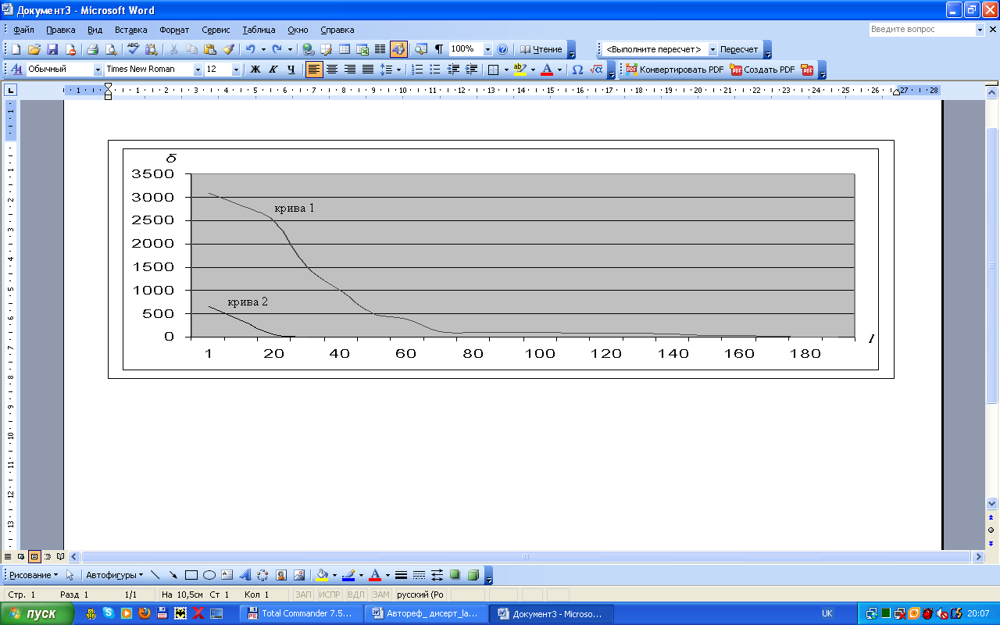 Документ3 - Microsoft Word
Файл Правка Вид Вставка Формат Сервис Таблица Окно Справка Введите вопрос
100% Чтение <Выполните пересчет> Пересчет
Обычный Times New Roman 12 Ж К Ч Конвертировать PDF Создать PDF
1 1 2 3 4 5 6 7 8 9 10 11 12 13 14 15 16 17 18 19 20 21 22 23 24 25 26 27 28
δ
3500
3000
крива 1
2500
2000
1500
1000
крива 2
500
0
l
1 20 40 60 80 100 120 140 160 180
Рисование Автофигуры
Стр. 1 Разд 1 1/1 На 10,5см Ст 1 Кол 1 ЗАП ИСПР ВДЛ ЗАМ русский (Ро
пуск Total Commander 7.5... Автореф_ дисерт_la... Документ3 - Microso... UK 20:07